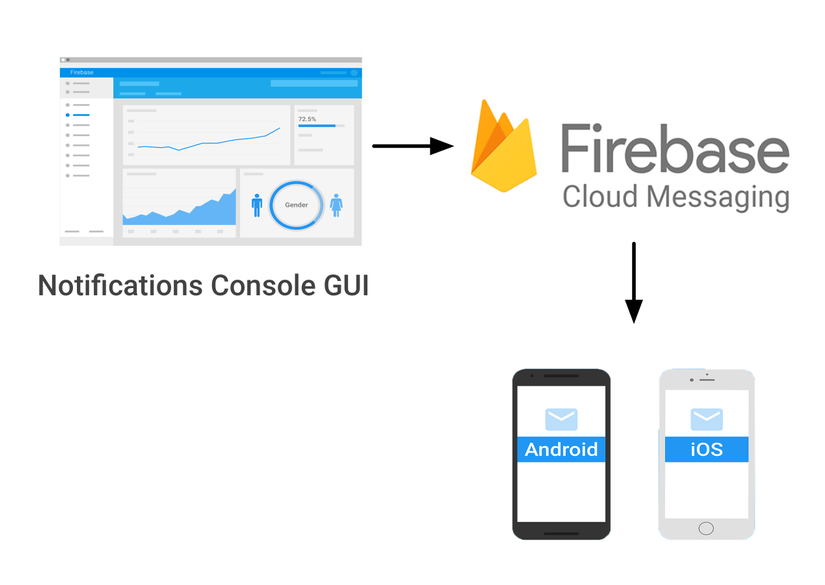 Firebase
72.5%
Gender
Notifications Console GUI
Firebase
Cloud Messaging
Android
iOS